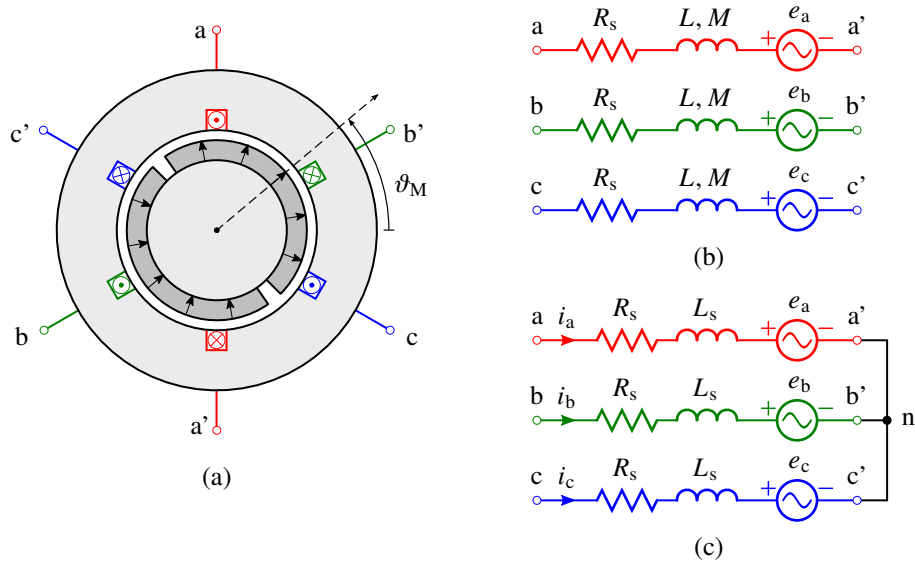 a
c’
b’
ϑM
b
c
a’
(a)
a Rs L, M + ea − a’
b Rs L, M + eb − b’
c Rs L, M + ec − c’
(b)
a ia Rs Ls + ea − a’
b ib Rs Ls + eb − b’
n
c ic Rs Ls + ec − c’
(c)